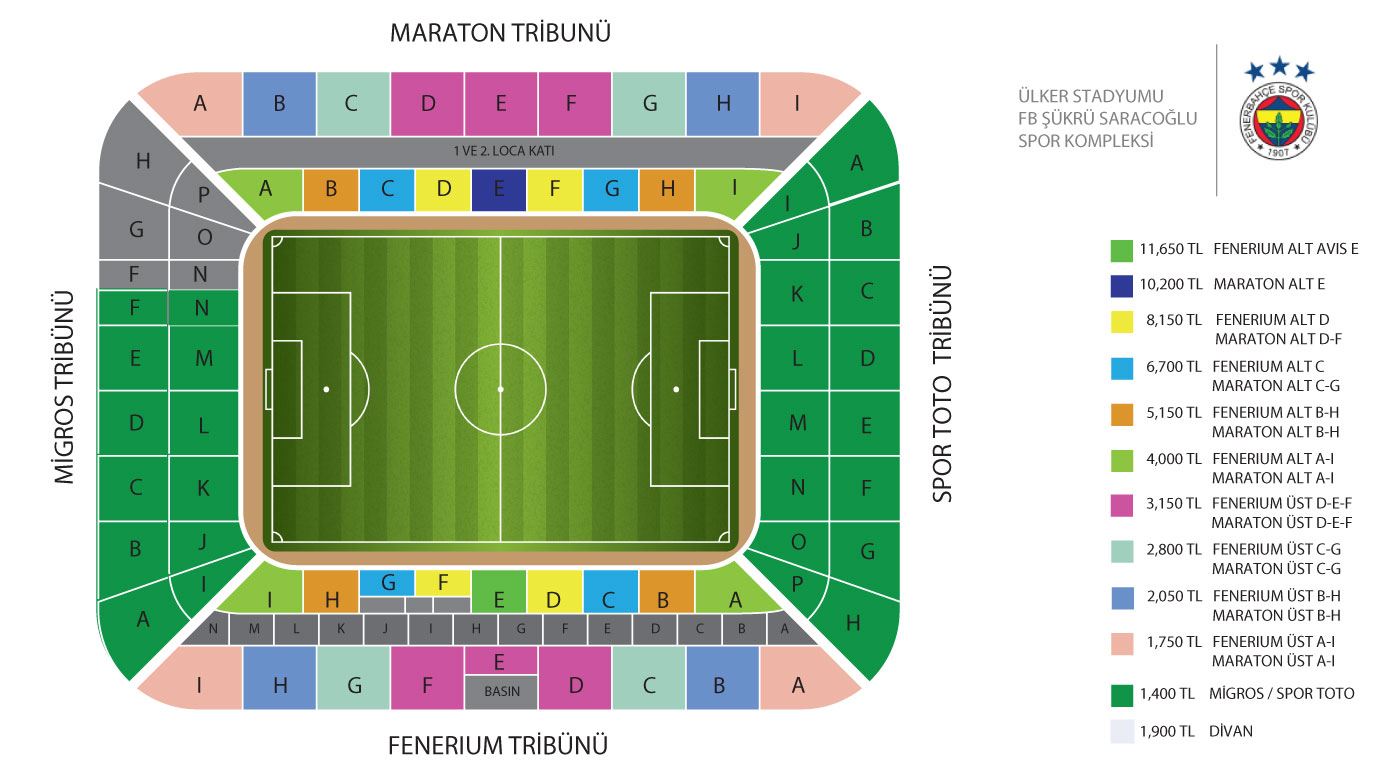 MARATON TRİBUNÜ
A B C D E F G H I
1 VE 2. LOCA KATI
A B C D E F G H I
H
P
G
O
F N
F N
E M
D L
C K
B J
I
A
MİGROS TRİBÜNÜ
A
I
B
J
K C
L D
M E
N F
O G
P
H
SPOR TOTO TRİBÜNÜ
I H G F E D C B A
N M L K J I H G F E D C B A
I H G F E D C B A
BASIN
FENERIUM TRİBÜNÜ
ÜLKER STADYUMU
FB ŞÜKRÜ SARACOĞLU
SPOR KOMPLEKSİ
FENERBAHÇE SPOR KULÜBÜ
1907
11,650 TL FENERIUM ALT AVIS E
10,200 TL MARATON ALT E
8,150 TL FENERIUM ALT D
MARATON ALT D-F
6,700 TL FENERIUM ALT C
MARATON ALT C-G
5,150 TL FENERIUM ALT B-H
MARATON ALT B-H
4,000 TL FENERIUM ALT A-I
MARATON ALT A-I
3,150 TL FENERIUM ÜST D-E-F
MARATON ÜST D-E-F
2,800 TL FENERIUM ÜST C-G
MARATON ÜST C-G
2,050 TL FENERIUM ÜST B-H
MARATON ÜST B-H
1,750 TL FENERIUM ÜST A-I
MARATON ÜST A-I
1,400 TL MİGROS / SPOR TOTO
1,900 TL DİVAN